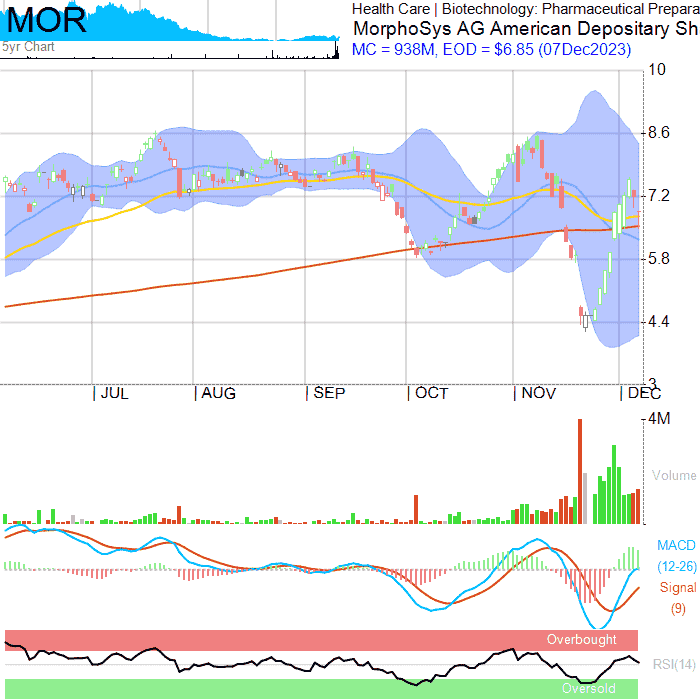 MOR
5yr Chart
Health Care | Biotechnology: Pharmaceutical Prepara
MorphoSys AG American Depositary Sh
MC = 938M, EOD = $6.85 (07Dec2023)
10
8.6
7.2
5.8
4.4
3
JUL AUG SEP OCT NOV DEC
4M
Volume
MACD
(12-26)
Signal
(9)
Overbought
RSI(14)
Oversold